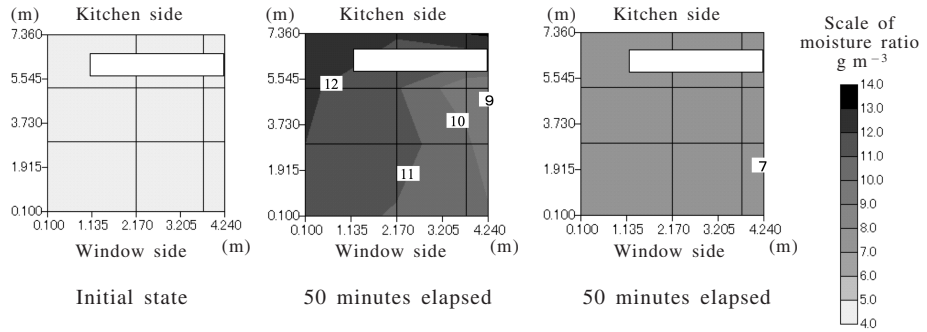 (m) Kitchen side
7.360
5.545
3.730
1.915
0.100
0.100 1.135 2.170 3.205 4.240
Window side (m)
Initial state
(m) Kitchen side
7.360
5.545
3.730
1.915
0.100
12
9
10
11
0.100 1.135 2.170 3.205 4.240
Window side (m)
50 minutes elapsed
(m) Kitchen side
7.360
5.545
3.730
1.915
0.100
7
0.100 1.135 2.170 3.205 4.240
Window side (m)
50 minutes elapsed
Scale of
moisture ratio
g m⁻³
14.0
13.0
12.0
11.0
10.0
9.0
8.0
7.0
6.0
5.0
4.0